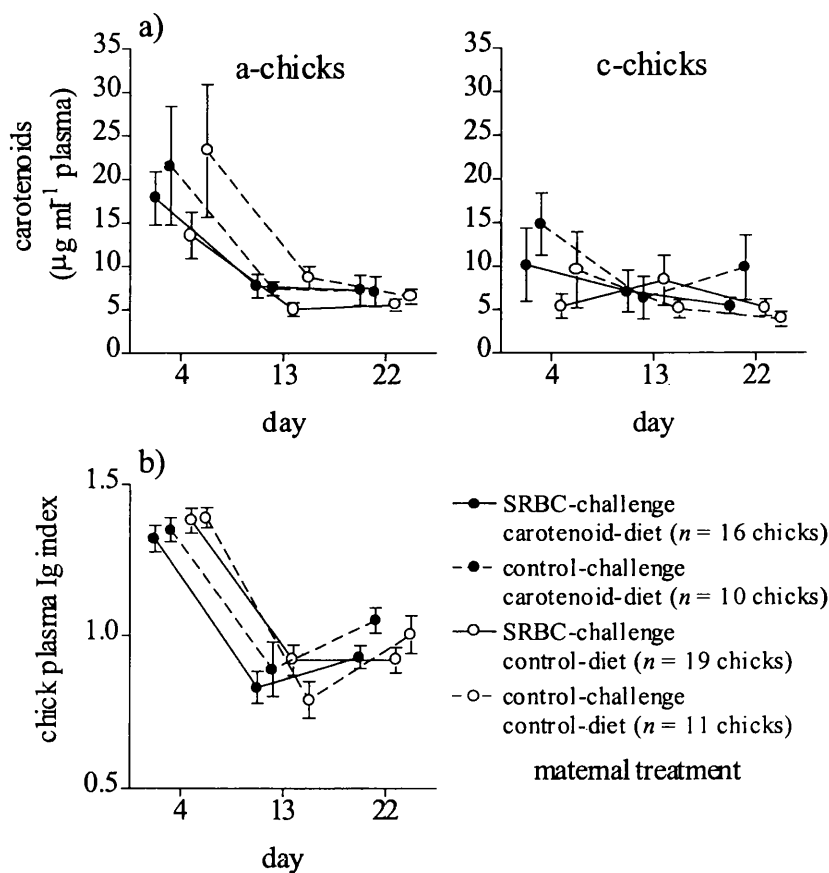 a)
a-chicks
c-chicks
carotenoids
(µg ml⁻¹ plasma)
35
30
25
20
15
10
5
0
4
13
22
day
35
30
25
20
15
10
5
0
4
13
22
day
b)
chick plasma Ig index
1.5
1.0
0.5
4
13
22
day
SRBC-challenge
carotenoid-diet (n = 16 chicks)
control-challenge
carotenoid-diet (n = 10 chicks)
SRBC-challenge
control-diet (n = 19 chicks)
control-challenge
control-diet (n = 11 chicks)
maternal treatment